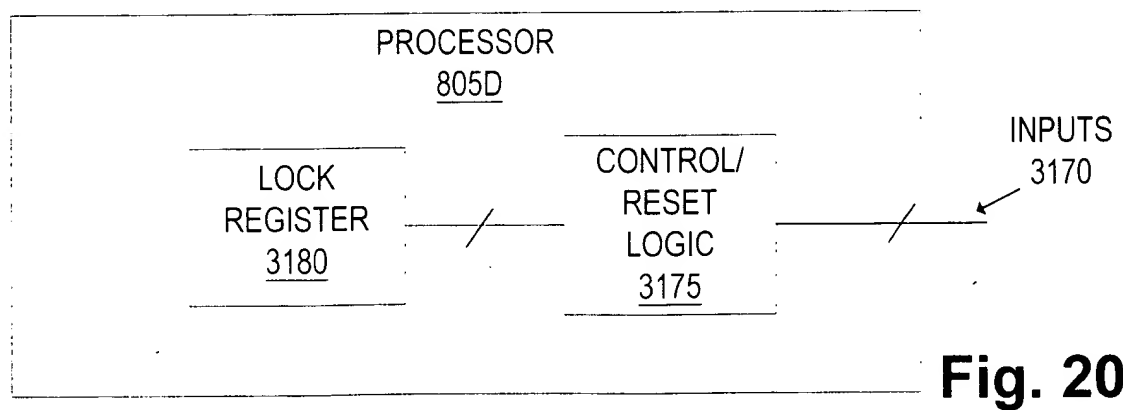 PROCESSOR
805D
LOCK
REGISTER
3180
CONTROL/
RESET
LOGIC
3175
INPUTS
3170
Fig. 20